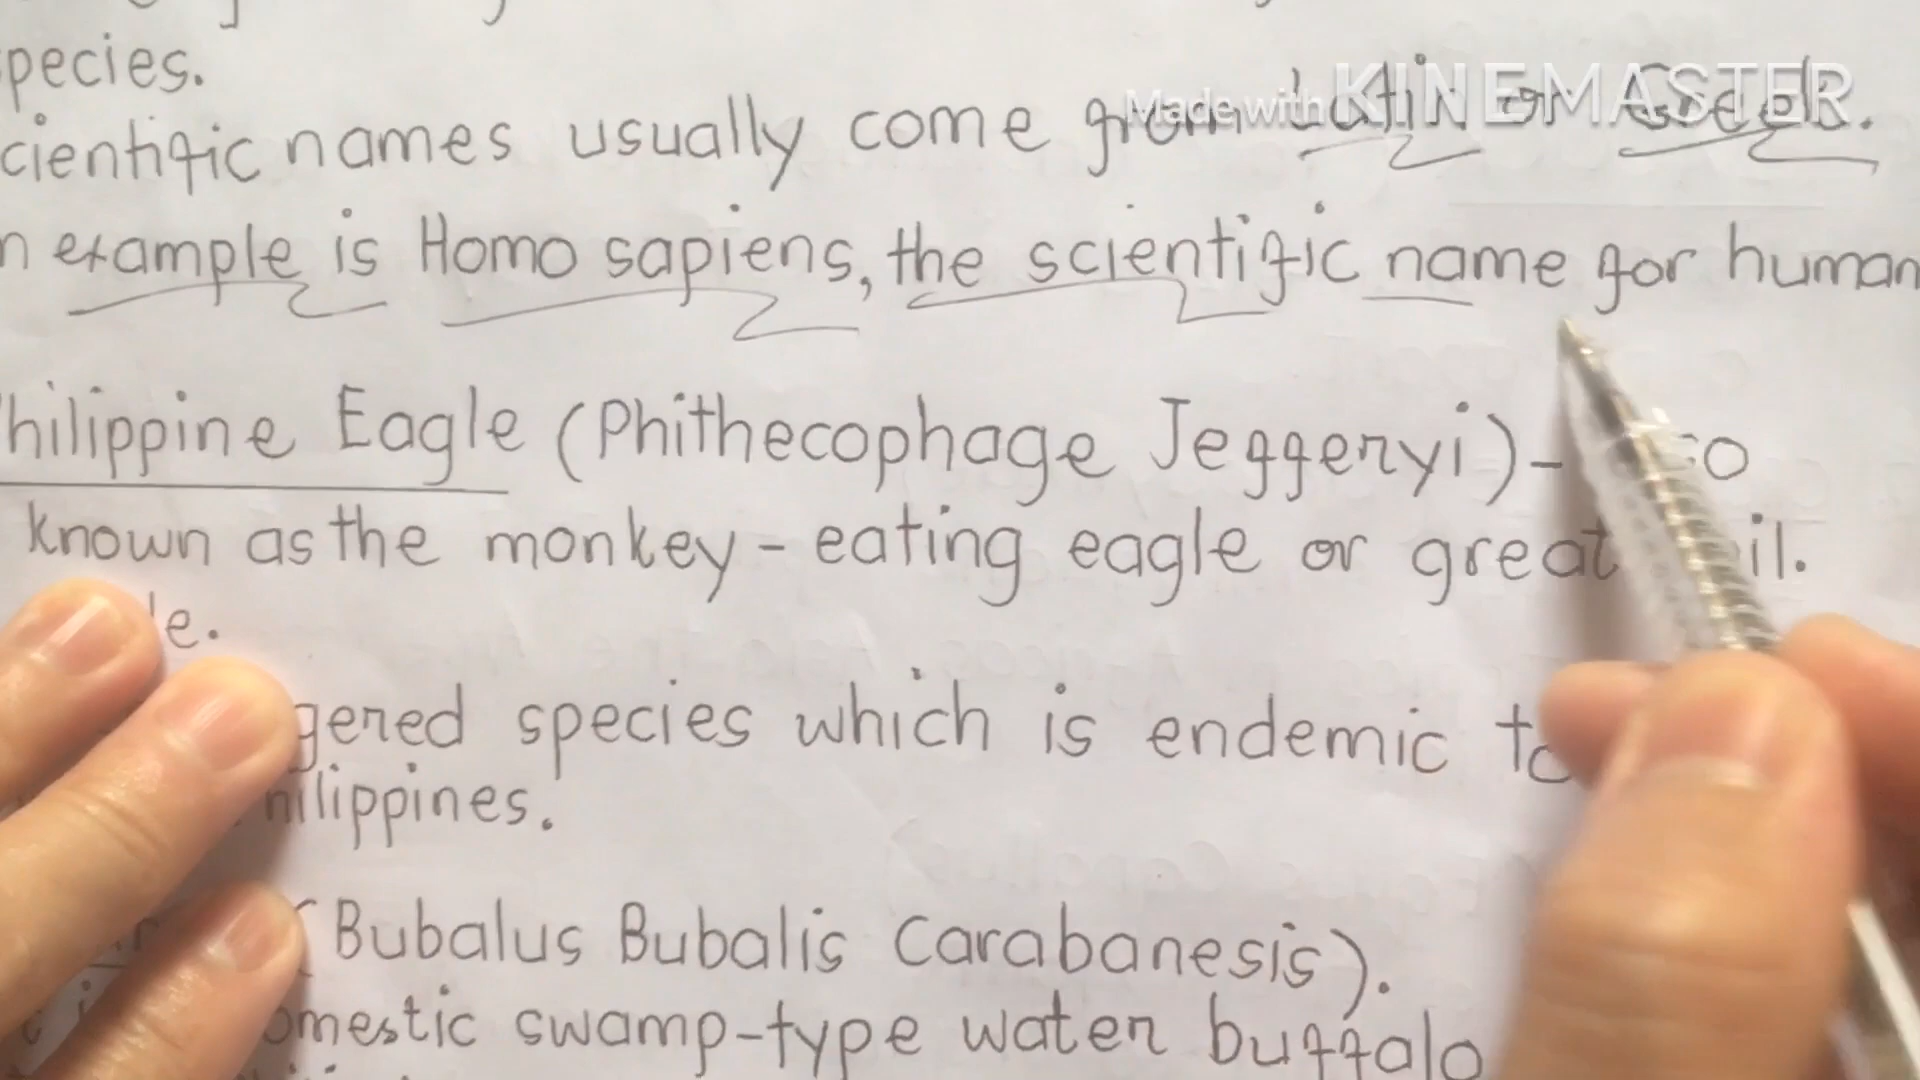 species.
cientific names usually come from Latin or Greek.
Made with KINEMASTER
n example is Homo sapiens, the scientific name for human
hilippine Eagle (Phithecophage Jefferyi) -
known as the monkey-eating eagle or great
gered species which is endemic to
hilippines.
(Bubalus Bubalis Carabanesis).
omestic swamp-type water buffalo